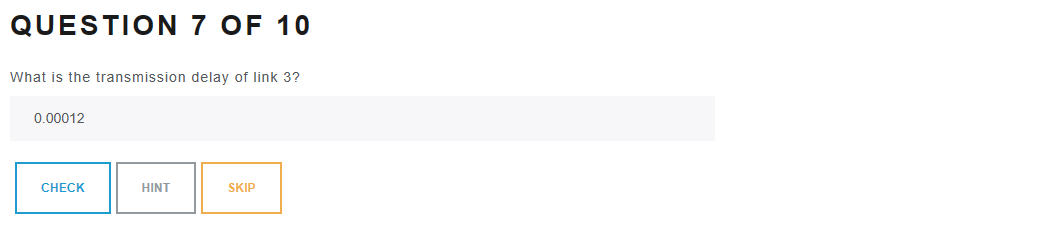 QUESTION 7 OF 10
What is the transmission delay of link 3?
0.00012
CHECK HINT SKIP